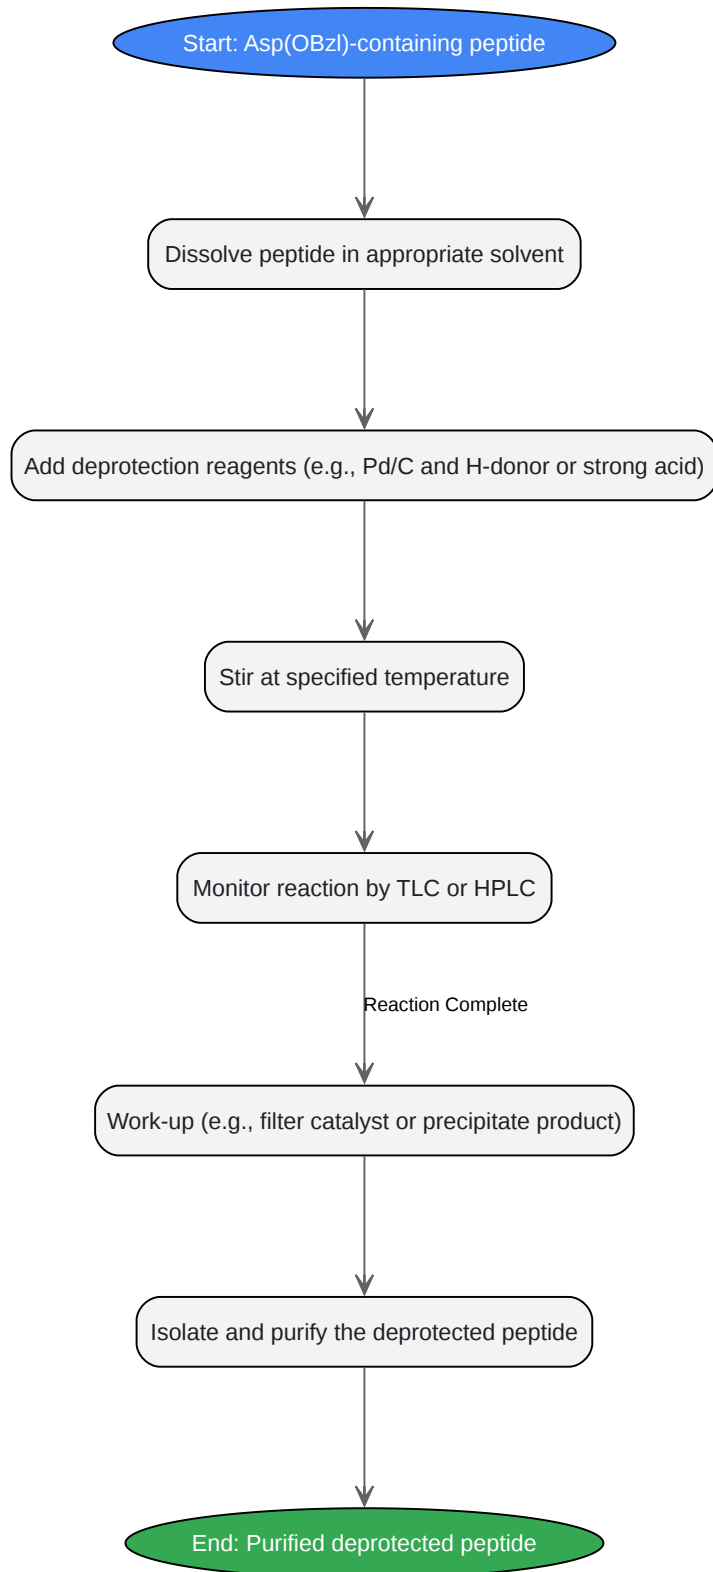 Start: Asp(OBzl)-containing peptide
Dissolve peptide in appropriate solvent
Add deprotection reagents (e.g., Pd/C and H-donor or strong acid)
Stir at specified temperature
Monitor reaction by TLC or HPLC
Reaction Complete
Work-up (e.g., filter catalyst or precipitate product)
Isolate and purify the deprotected peptide
End: Purified deprotected peptide